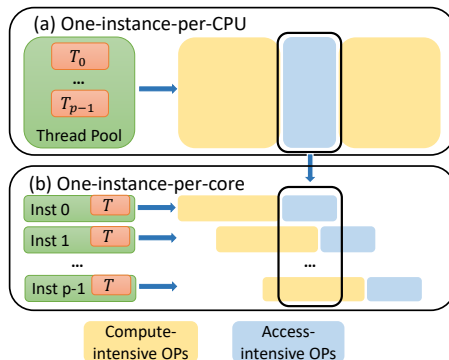 (a) One-instance-per-CPU
T₀
...
Tₚ₋₁
Thread Pool
(b) One-instance-per-core
Inst 0 T
Inst 1 T
... ...
Inst p-1 T
Compute-
intensive OPs
Access-
intensive OPs